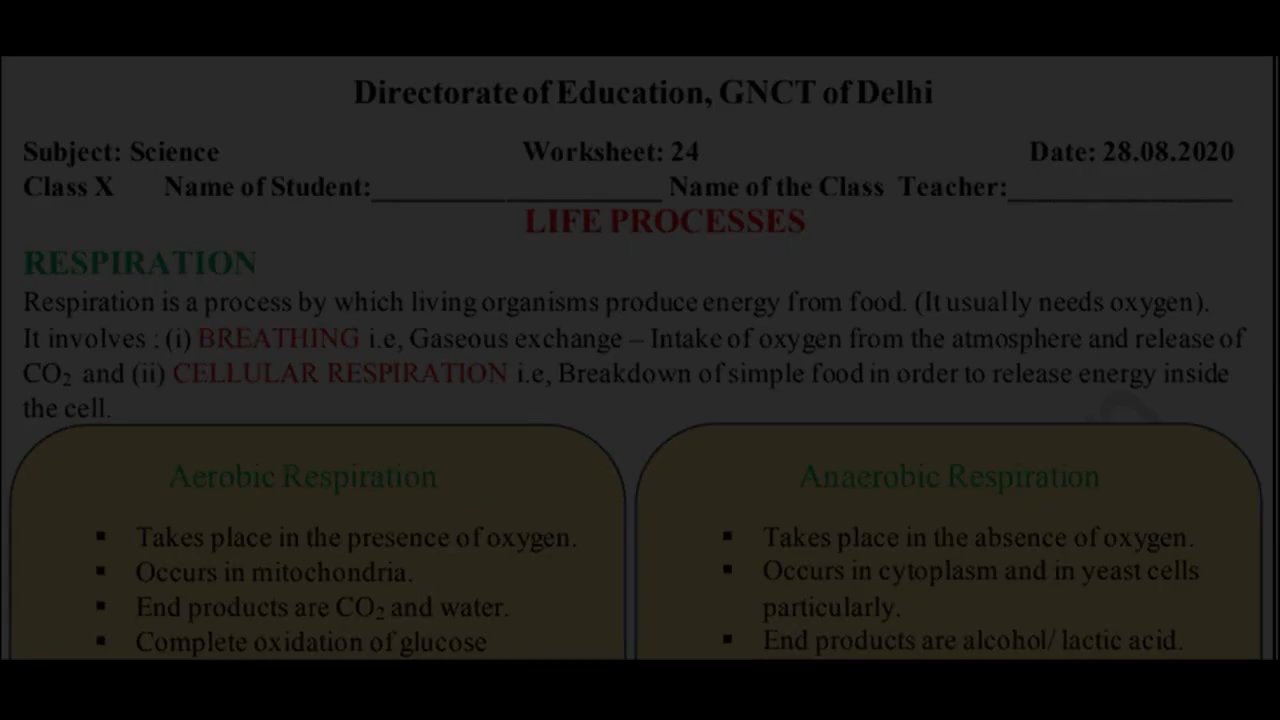 Directorate of Education, GNCT of Delhi
Subject: Science Worksheet: 24 Date: 28.08.2020
Class X Name of Student:____________________ Name of the Class Teacher:________________
LIFE PROCESSES
RESPIRATION
Respiration is a process by which living organisms produce energy from food. (It usually needs oxygen).
It involves : (i) BREATHING i.e, Gaseous exchange – Intake of oxygen from the atmosphere and release of
CO₂ and (ii) CELLULAR RESPIRATION i.e, Breakdown of simple food in order to release energy inside
the cell.
Aerobic Respiration
▪ Takes place in the presence of oxygen.
▪ Occurs in mitochondria.
▪ End products are CO₂ and water.
▪ Complete oxidation of glucose
Anaerobic Respiration
▪ Takes place in the absence of oxygen.
▪ Occurs in cytoplasm and in yeast cells
particularly.
▪ End products are alcohol/ lactic acid.